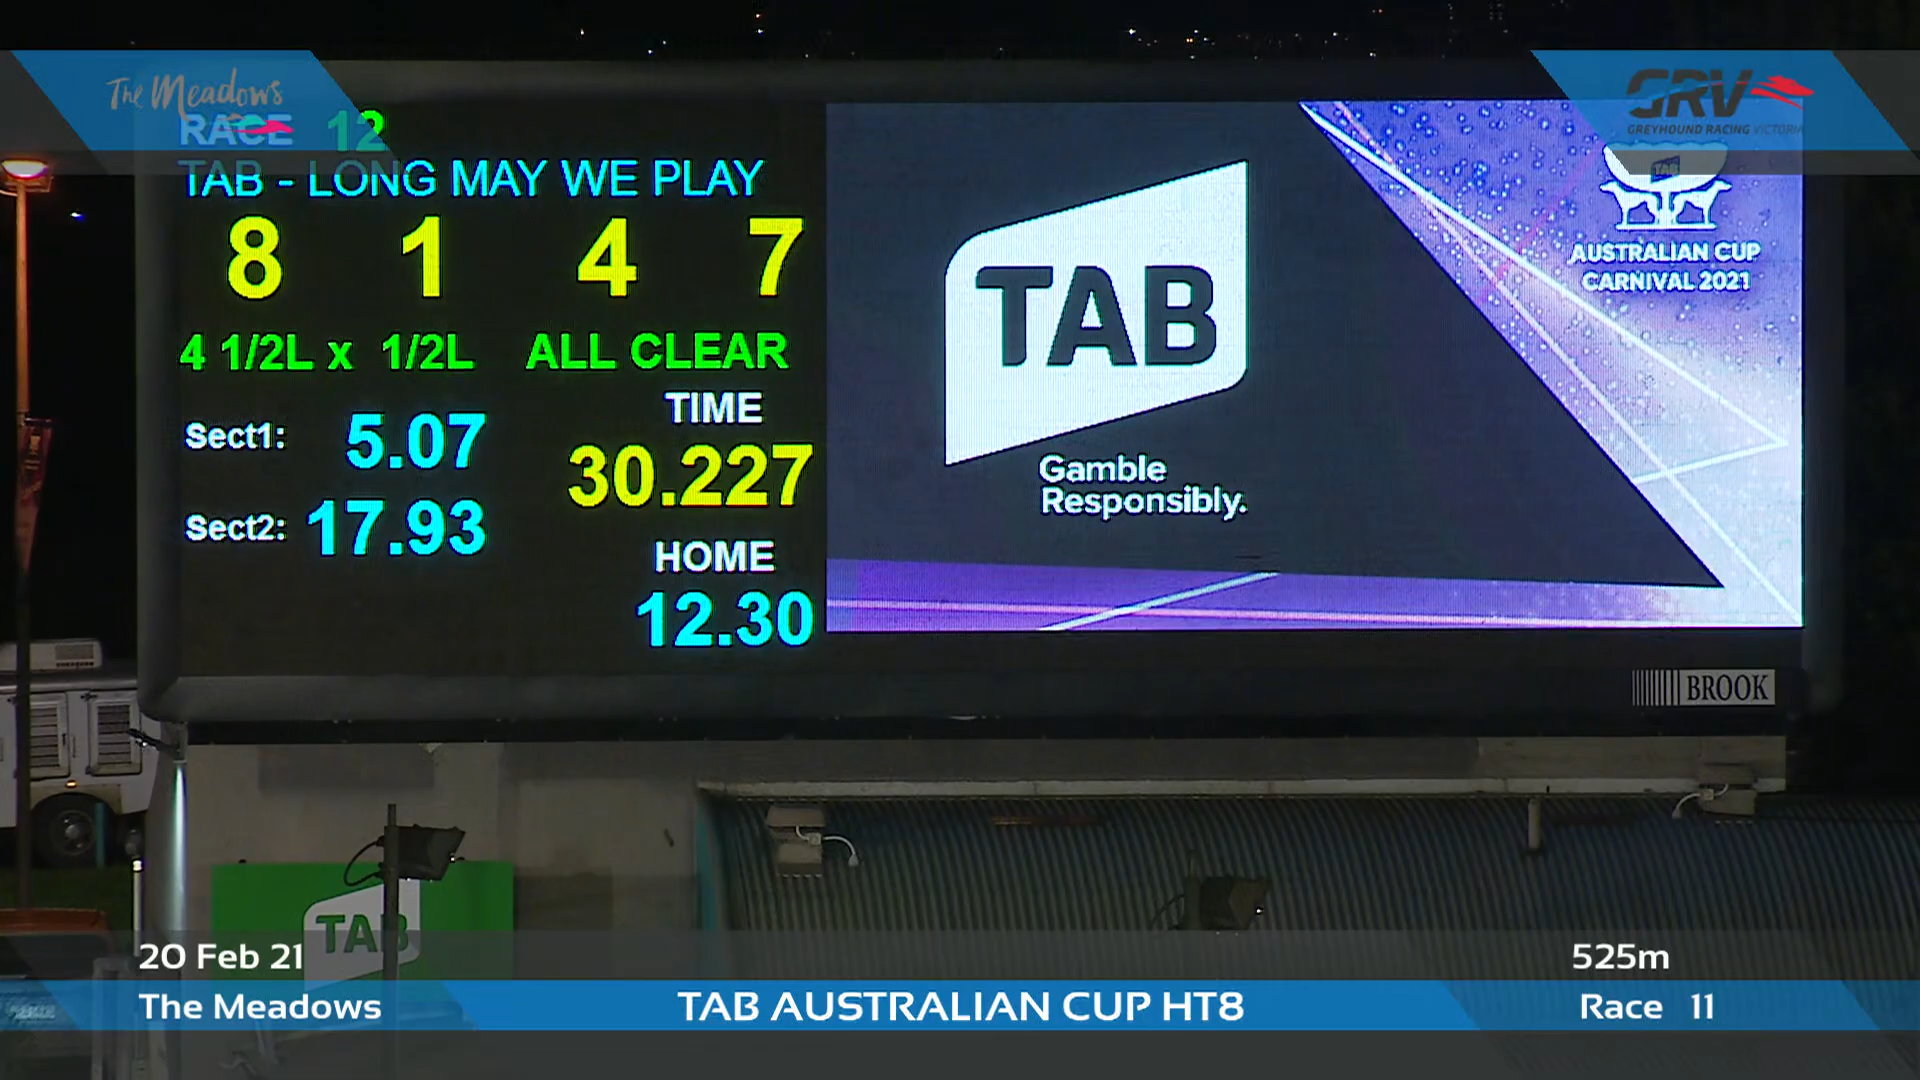 The Meadows
RACE 12
TAB - LONG MAY WE PLAY
8 1 4 7
4 1/2L x 1/2L ALL CLEAR
TIME
Sect1: 5.07
30.227
Sect2: 17.93
HOME
12.30
TAB
Gamble
Responsibly.
GRV
GREYHOUND RACING VICTORIA
TAB
AUSTRALIAN CUP
CARNIVAL 2021
BROOK
TAB
20 Feb 21
525m
The Meadows
TAB AUSTRALIAN CUP HT8
Race 11